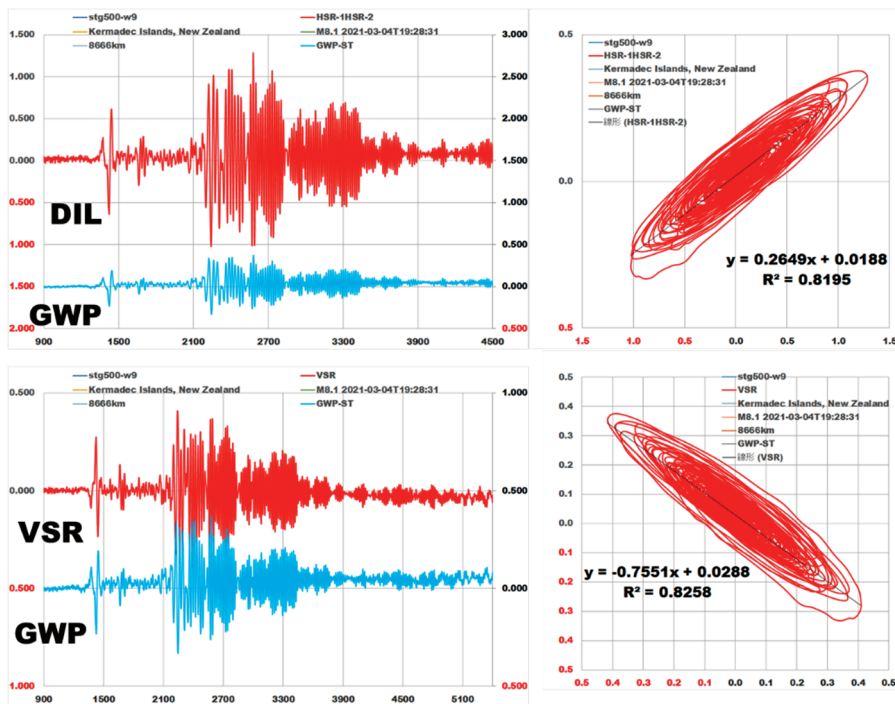 stg500-w9 HSR-1HSR-2
Kermadec Islands, New Zealand M8.1 2021-03-04T19:28:31
8666km GWP-ST
1.500 3.000
1.000 2.500
0.500 2.000
0.000 1.500
0.500 1.000
1.000 0.500
1.500 0.000
2.000 0.500
DIL
GWP
900 1500 2100 2700 3300 3900 4500
0.5
0.0
0.5
stg500-w9
HSR-1HSR-2
Kermadec Islands, New Zealand
M8.1 2021-03-04T19:28:31
8666km
GWP-ST
線形 (HSR-1HSR-2)
y = 0.2649x + 0.0188
R² = 0.8195
1.5 1.0 0.5 0.0 0.5 1.0 1.5
stg500-w9 VSR
Kermadec Islands, New Zealand M8.1 2021-03-04T19:28:31
8666km GWP-ST
0.500 1.000
0.000 0.500
0.500 0.000
1.000 0.500
VSR
GWP
900 1500 2100 2700 3300 3900 4500 5100
0.5
0.4
0.3
0.2
0.1
0.0
0.1
0.2
0.3
0.4
0.5
stg500-w9
VSR
Kermadec Islands, New Zealand
M8.1 2021-03-04T19:28:31
8666km
GWP-ST
線形 (VSR)
y = -0.7551x + 0.0288
R² = 0.8258
0.5 0.4 0.3 0.2 0.1 0.0 0.1 0.2 0.3 0.4 0.5